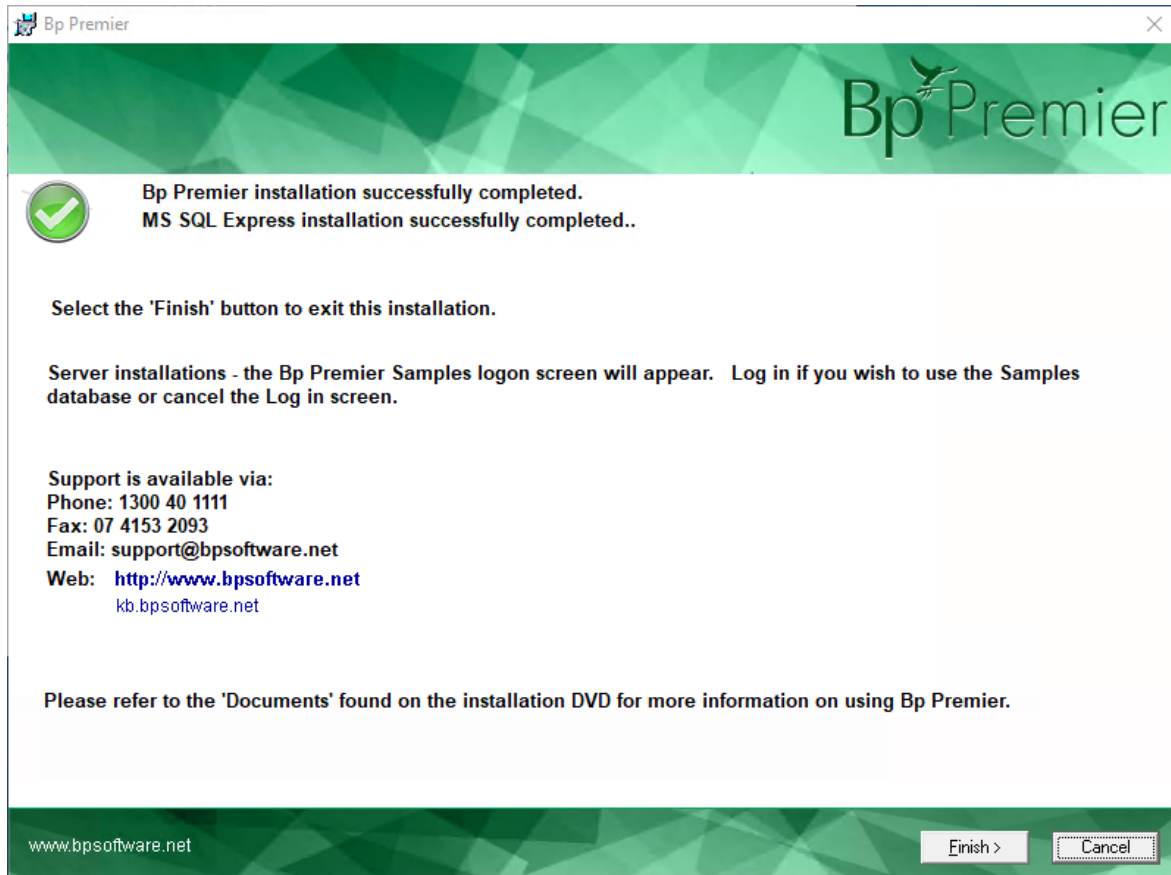 Bp Premier
Bp Premier
Bp Premier installation successfully completed.
MS SQL Express installation successfully completed..
Select the 'Finish' button to exit this installation.
Server installations - the Bp Premier Samples logon screen will appear.   Log in if you wish to use the Samples
database or cancel the Log in screen.
Support is available via:
Phone: 1300 40 1111
Fax: 07 4153 2093
Email: support@bpsoftware.net
Web: http://www.bpsoftware.net
kb.bpsoftware.net
Please refer to the 'Documents' found on the installation DVD for more information on using Bp Premier.
www.bpsoftware.net Finish > Cancel